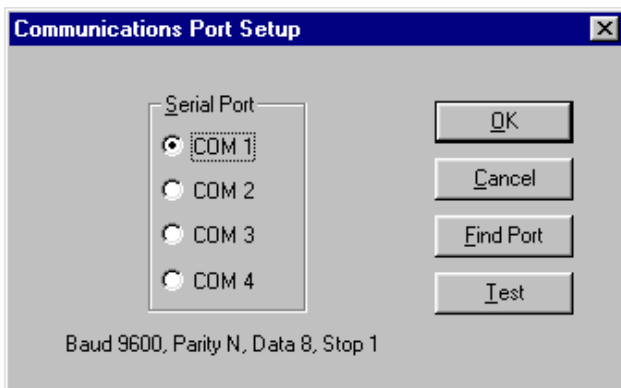 Communications Port Setup
Serial Port
COM 1
COM 2
COM 3
COM 4
OK
Cancel
Find Port
Test
Baud 9600, Parity N, Data 8, Stop 1